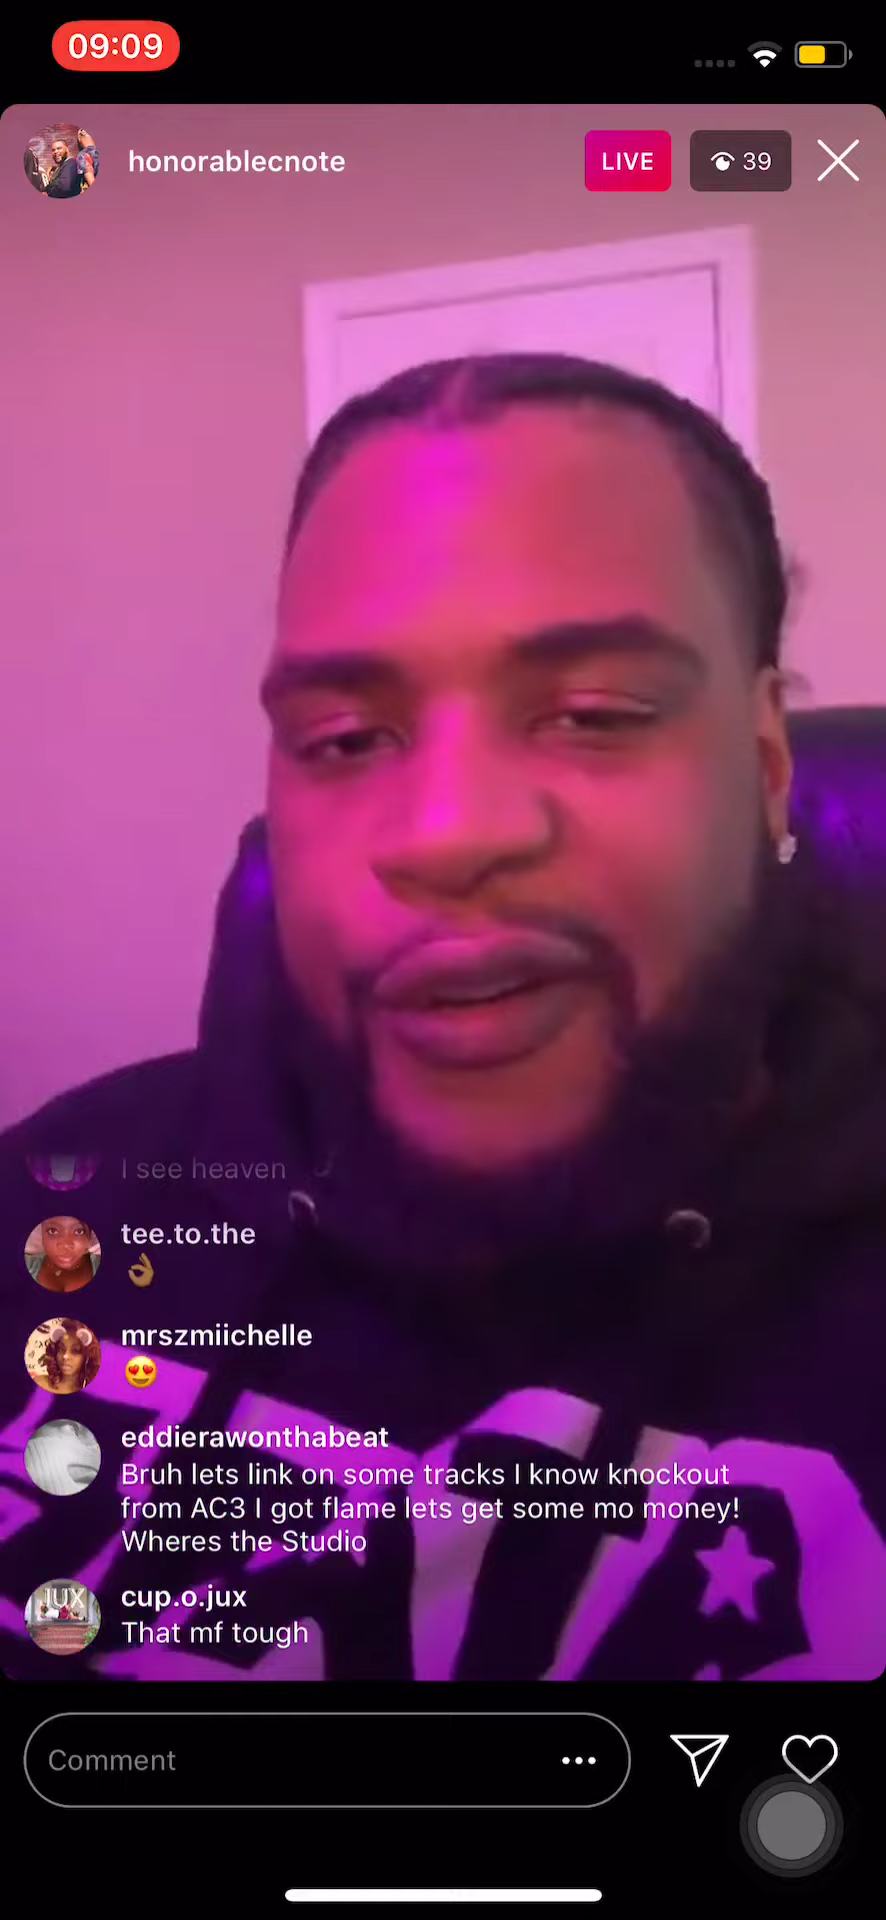 09:09
honorablecnote
LIVE
39
I see heaven
tee.to.the
👌🏽
mrszmiichelle
😍
eddierawonthabeat
Bruh lets link on some tracks I know knockout
from AC3 I got flame lets get some mo money!
Wheres the Studio
JUX
cup.o.jux
That mf tough
Comment